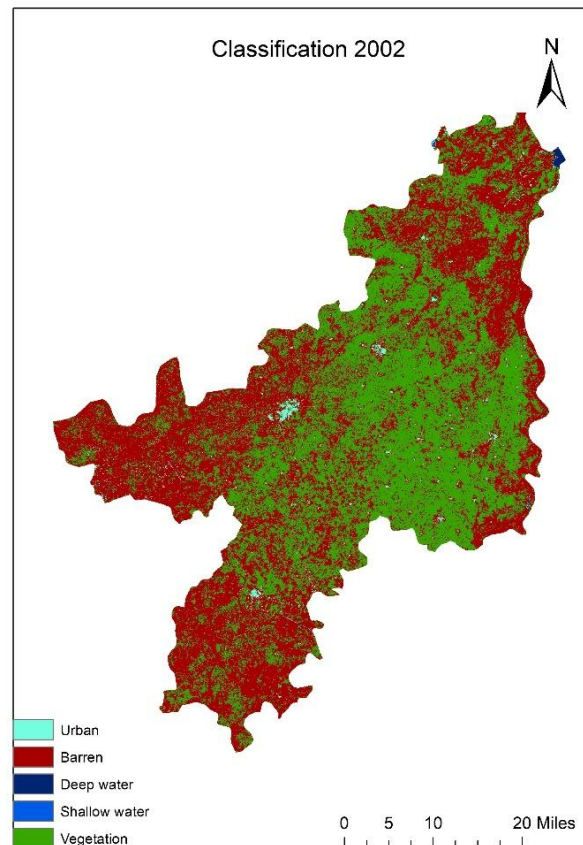 Classification 2002
N
Urban
Barren
Deep water
Shallow water
Vegetation
0 5 10 20 Miles